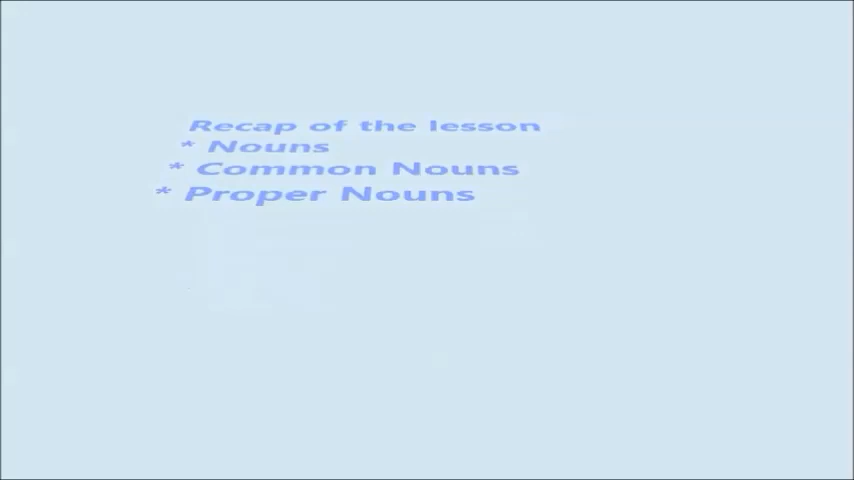 Recap of the lesson
* Nouns
* Common Nouns
* Proper Nouns